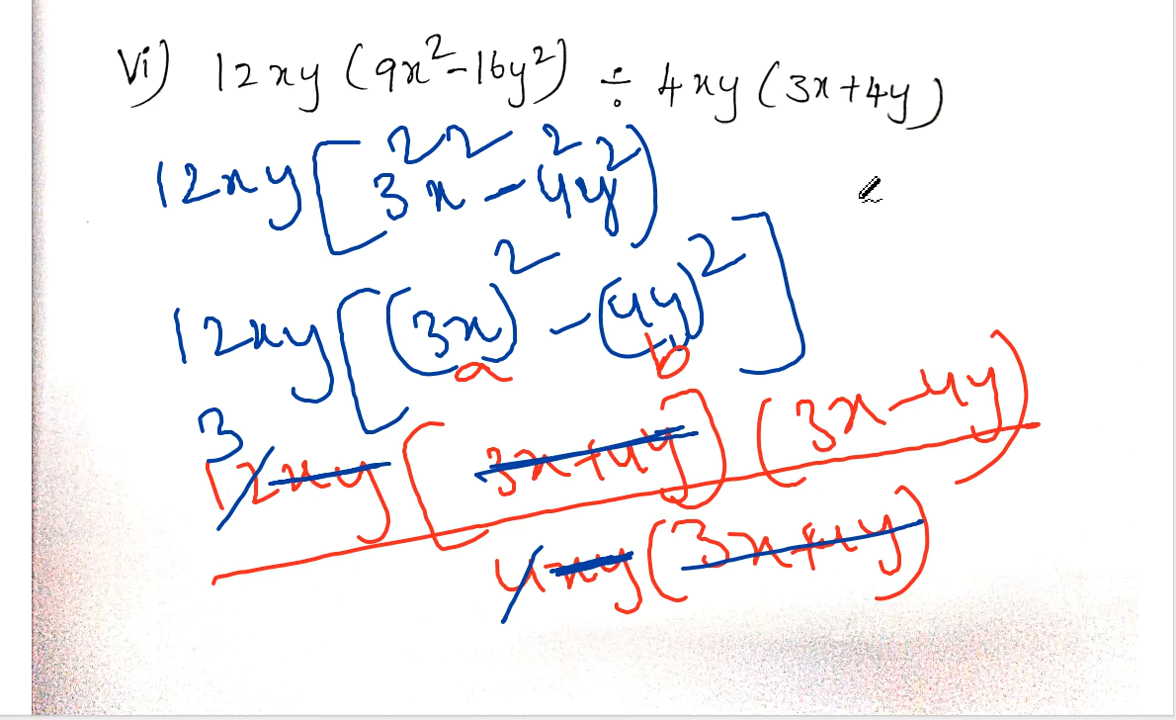 Vi) 12xy (9x²-16y²) ÷ 4xy (3x+4y)
12xy [3²x²-4²y²)
12xy [(3x)² - (4y)²]
a b
3
12xy [3x+4y] (3x-4y)
4xy (3x+4y)